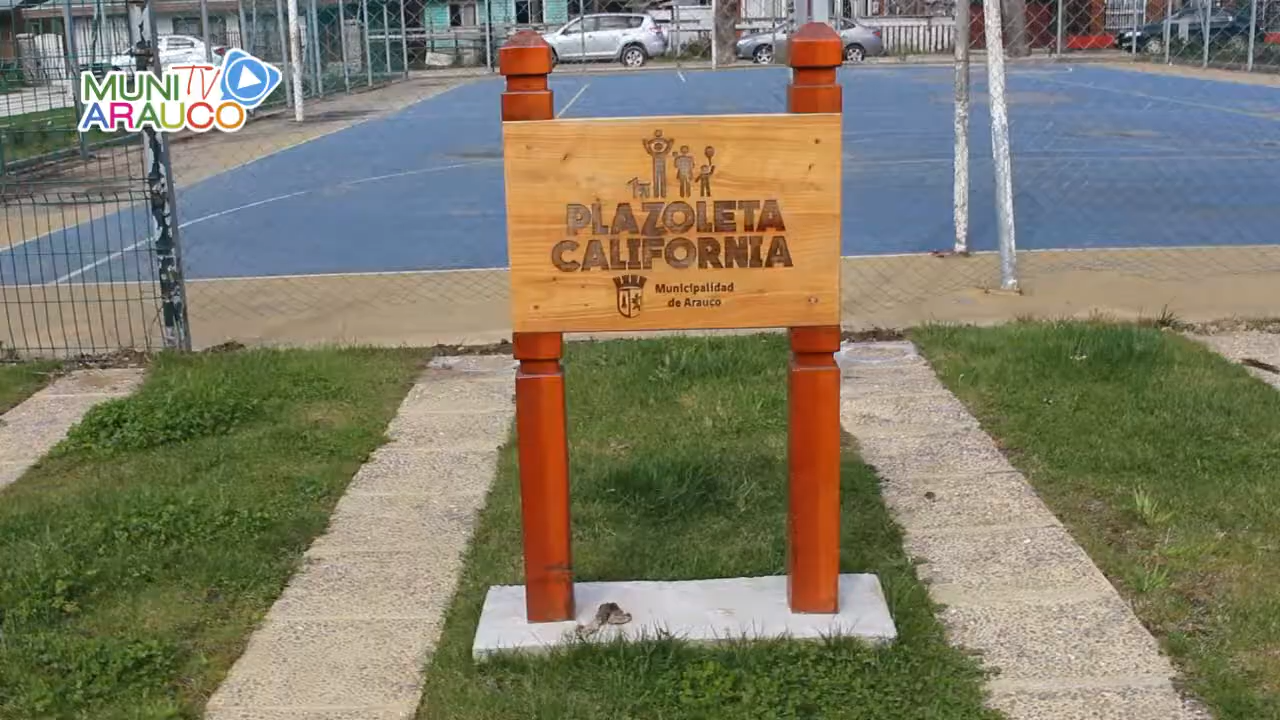 MUNI TV
ARAUCO
PLAZOLETA
CALIFORNIA
Municipalidad
de Arauco